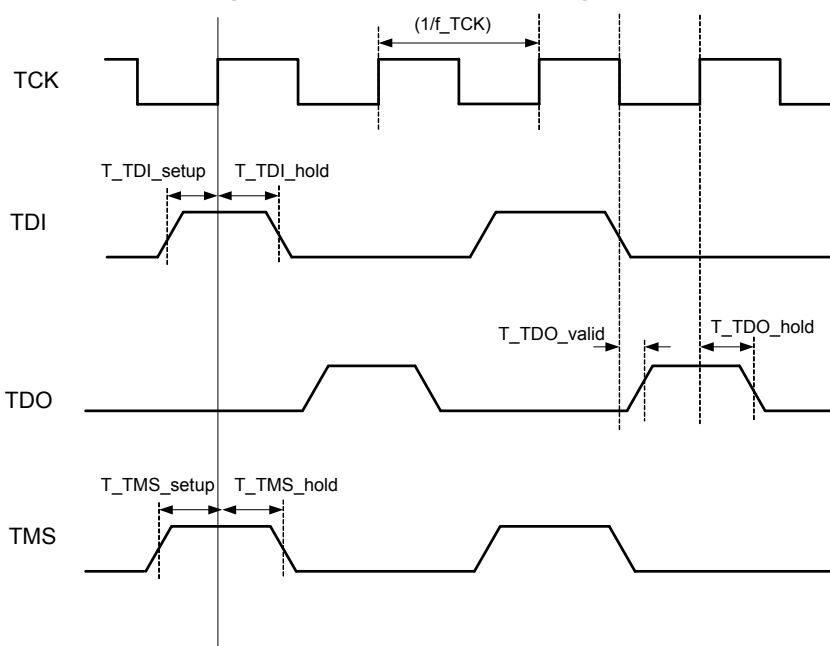 (1/f_TCK)
TCK
T_TDI_setup T_TDI_hold
TDI
T_TDO_valid T_TDO_hold
TDO
T_TMS_setup T_TMS_hold
TMS